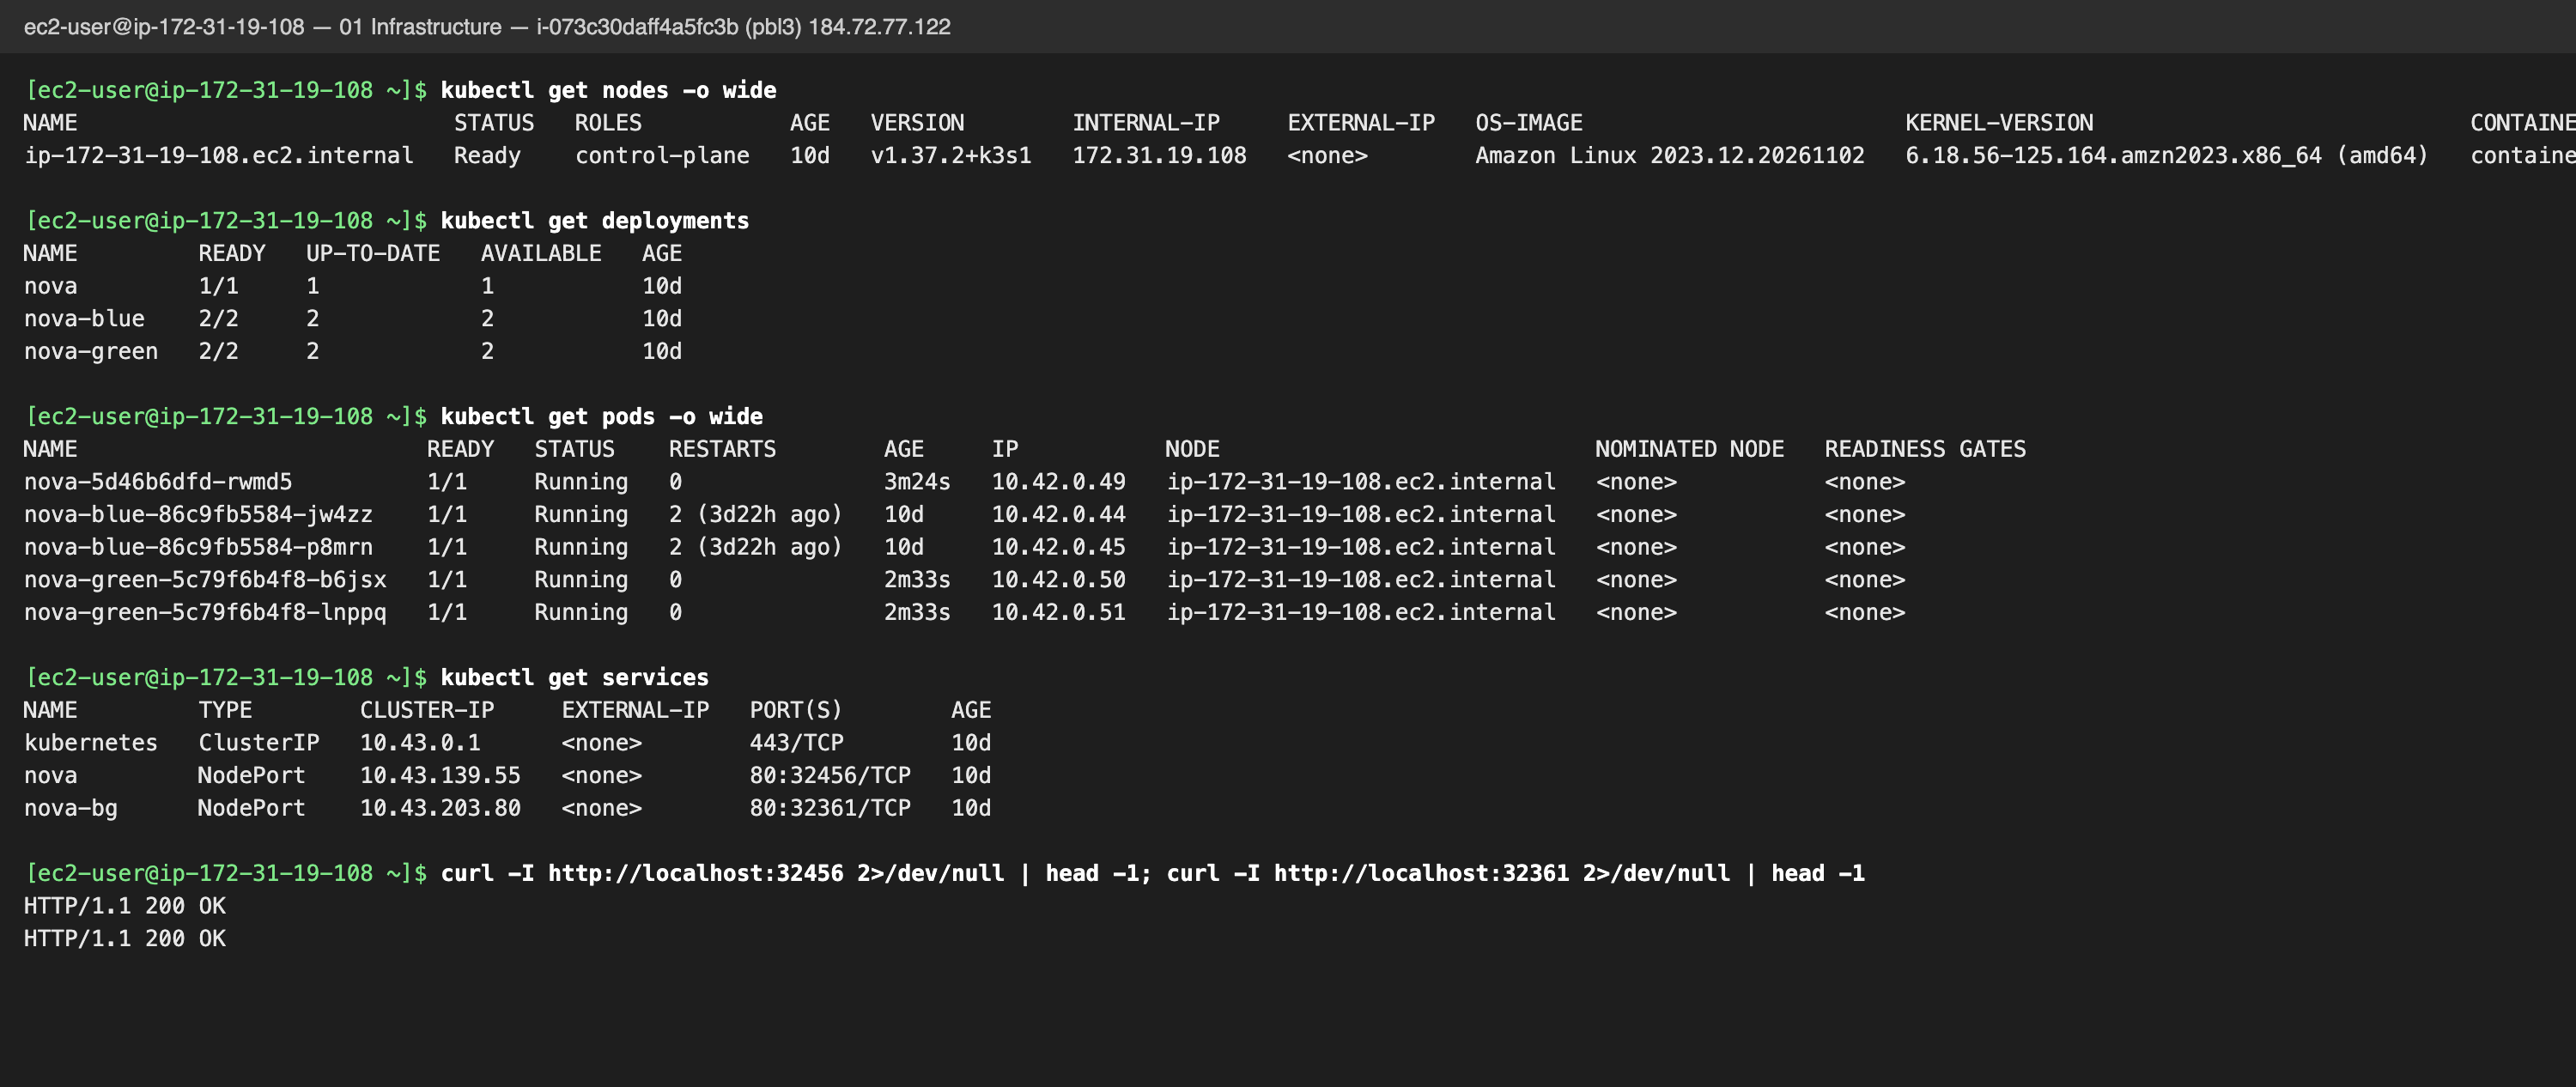 ec2-user@ip-172-31-19-108 — 01 Infrastructure — i-073c30daff4a5fc3b (pbl3) 184.72.77.122
[ec2-user@ip-172-31-19-108 ~]$ kubectl get nodes -o wide
NAME STATUS ROLES AGE VERSION INTERNAL-IP EXTERNAL-IP OS-IMAGE KERNEL-VERSION CONTAINE
ip-172-31-19-108.ec2.internal Ready control-plane 10d v1.37.2+k3s1 172.31.19.108 <none> Amazon Linux 2023.12.20261102 6.18.56-125.164.amzn2023.x86_64 (amd64) containe
[ec2-user@ip-172-31-19-108 ~]$ kubectl get deployments
NAME READY UP-TO-DATE AVAILABLE AGE
nova 1/1 1 1 10d
nova-blue 2/2 2 2 10d
nova-green 2/2 2 2 10d
[ec2-user@ip-172-31-19-108 ~]$ kubectl get pods -o wide
NAME READY STATUS RESTARTS AGE IP NODE NOMINATED NODE READINESS GATES
nova-5d46b6dfd-rwmd5 1/1 Running 0 3m24s 10.42.0.49 ip-172-31-19-108.ec2.internal <none> <none>
nova-blue-86c9fb5584-jw4zz 1/1 Running 2 (3d22h ago) 10d 10.42.0.44 ip-172-31-19-108.ec2.internal <none> <none>
nova-blue-86c9fb5584-p8mrn 1/1 Running 2 (3d22h ago) 10d 10.42.0.45 ip-172-31-19-108.ec2.internal <none> <none>
nova-green-5c79f6b4f8-b6jsx 1/1 Running 0 2m33s 10.42.0.50 ip-172-31-19-108.ec2.internal <none> <none>
nova-green-5c79f6b4f8-lnppq 1/1 Running 0 2m33s 10.42.0.51 ip-172-31-19-108.ec2.internal <none> <none>
[ec2-user@ip-172-31-19-108 ~]$ kubectl get services
NAME TYPE CLUSTER-IP EXTERNAL-IP PORT(S) AGE
kubernetes ClusterIP 10.43.0.1 <none> 443/TCP 10d
nova NodePort 10.43.139.55 <none> 80:32456/TCP 10d
nova-bg NodePort 10.43.203.80 <none> 80:32361/TCP 10d
[ec2-user@ip-172-31-19-108 ~]$ curl -I http://localhost:32456 2>/dev/null | head -1; curl -I http://localhost:32361 2>/dev/null | head -1
HTTP/1.1 200 OK
HTTP/1.1 200 OK